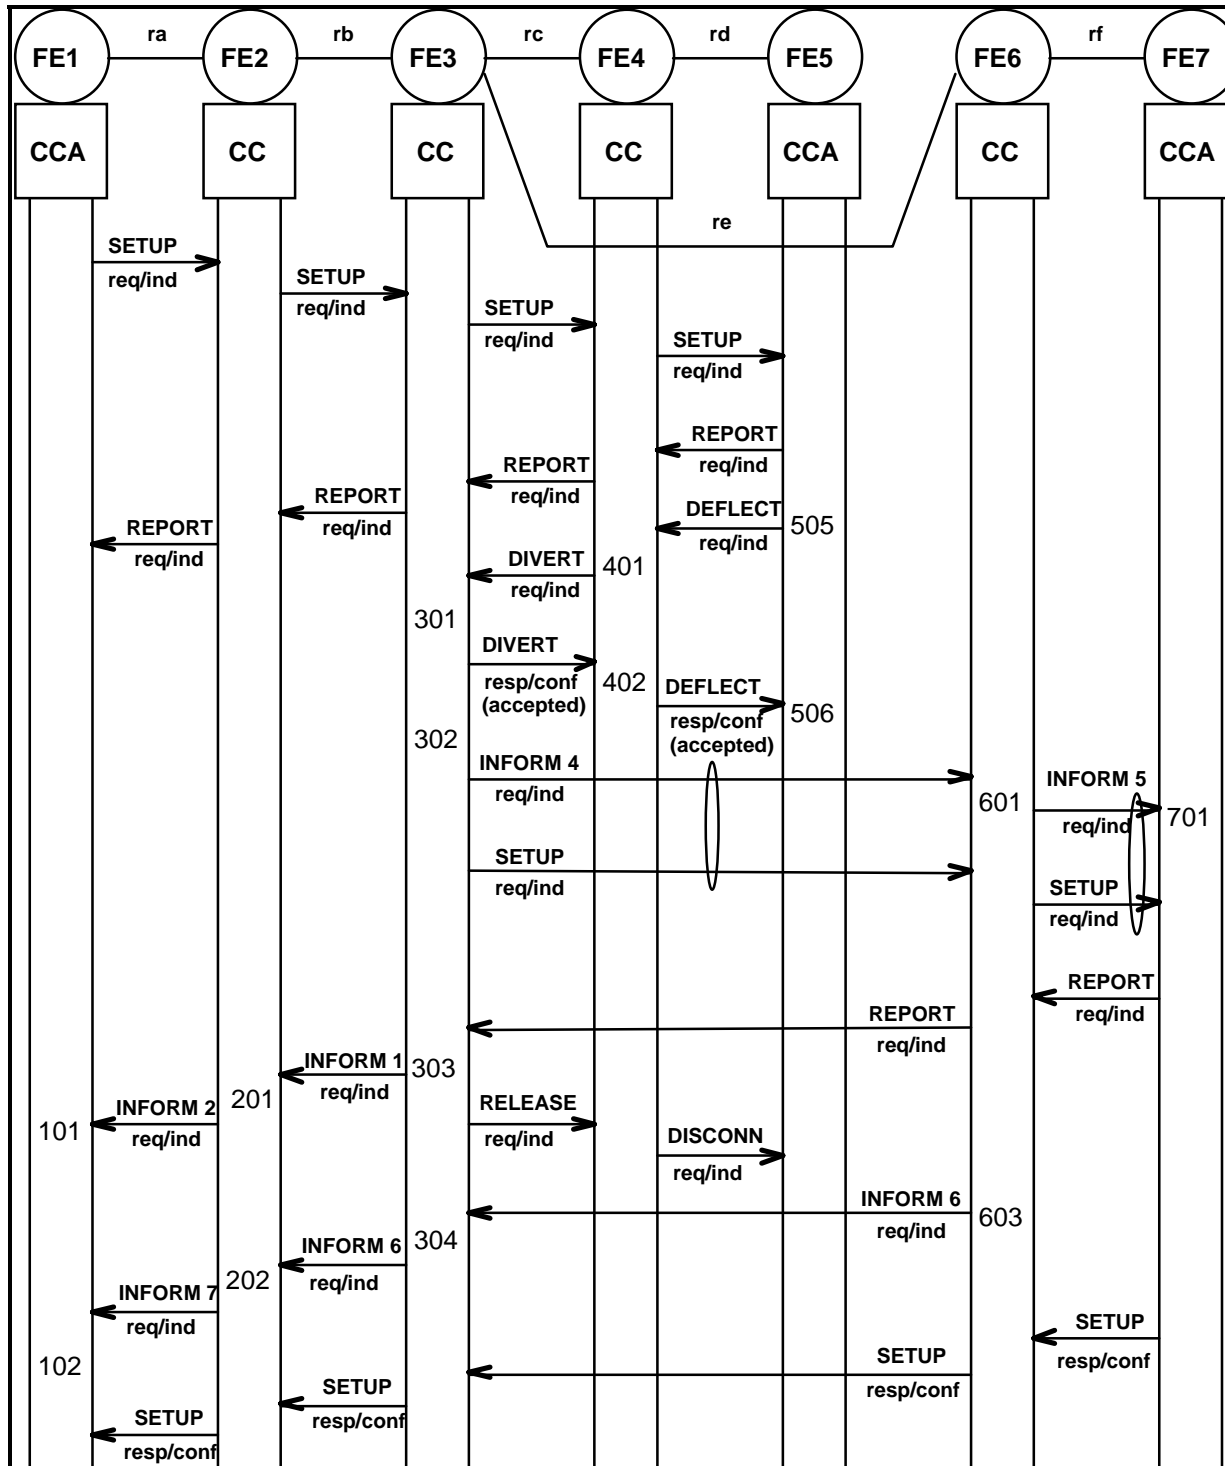 ra rb rc rd rf
FE1 FE2 FE3 FE4 FE5 FE6 FE7
CCA CC CC CC CCA CC CCA
re
SETUP
req/ind
SETUP
req/ind
SETUP
req/ind
SETUP
req/ind
REPORT
req/ind
REPORT
req/ind
REPORT
req/ind
REPORT
req/ind
DEFLECT
req/ind
505
DIVERT
req/ind
401
301
DIVERT
resp/conf
(accepted)
402
DEFLECT
resp/conf
(accepted)
506
302
INFORM 4
req/ind
601
INFORM 5
req/ind
701
SETUP
req/ind
SETUP
req/ind
REPORT
req/ind
REPORT
req/ind
INFORM 1
req/ind
303
201
INFORM 2
req/ind
101
RELEASE
req/ind
DISCONN
req/ind
INFORM 6
req/ind
603
304
INFORM 6
req/ind
202
INFORM 7
req/ind
102
SETUP
resp/conf
SETUP
resp/conf
SETUP
resp/conf
SETUP
resp/conf